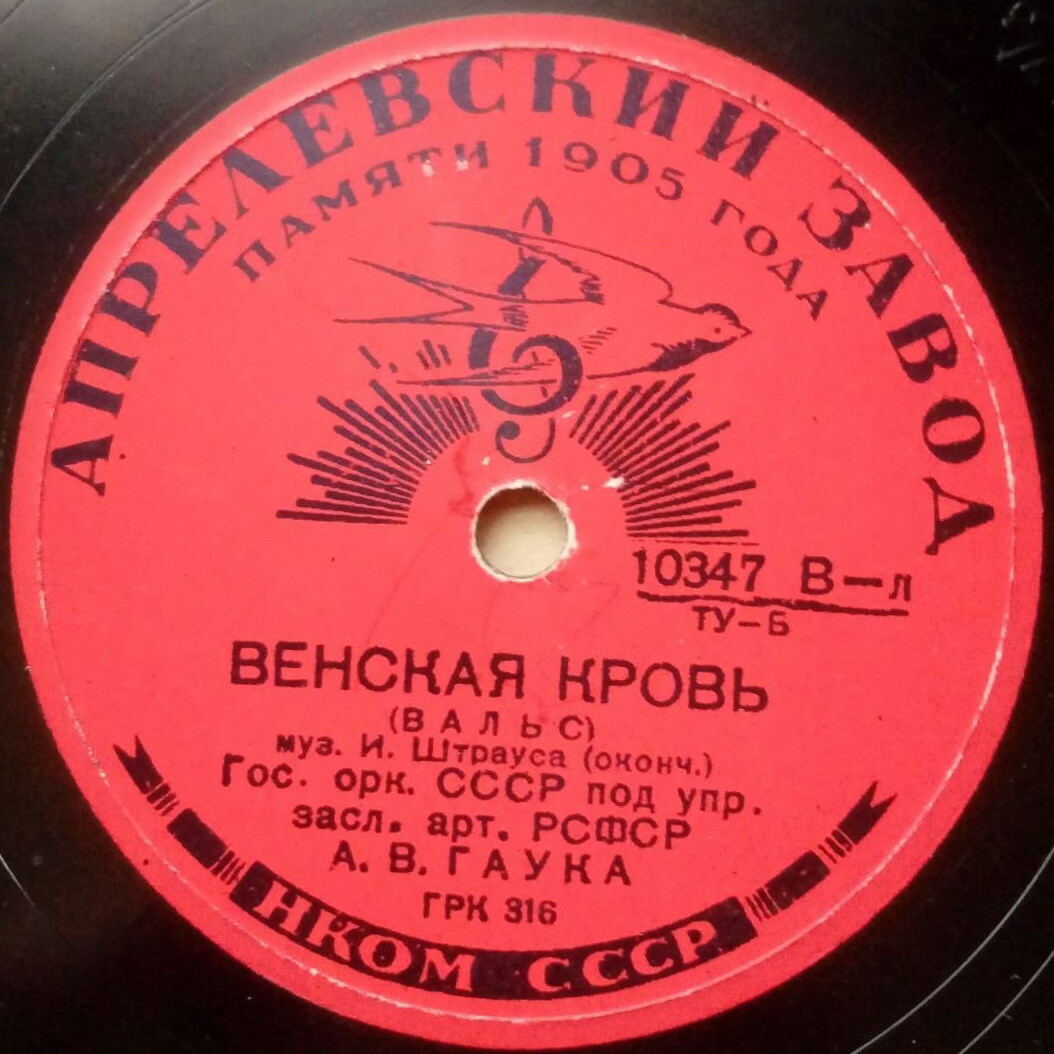 АПРЕЛЕВСКИЙ ЗАВОД
ПАМЯТИ 1905 ГОДА
10347 В—л
ТУ—Б
ВЕНСКАЯ КРОВЬ
(ВАЛЬС)
муз. И. Штрауса (оконч.)
Гос. орк. СССР под упр.
засл. арт. РСФСР
А. В. ГАУКА
ГРК 316
НКОМ СССР